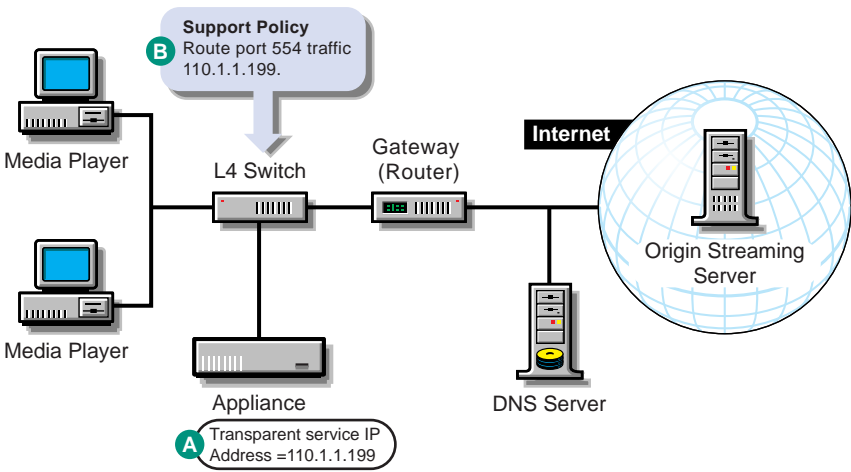 Support Policy
B
Route port 554 traffic
110.1.1.199.
Internet
Media Player
L4 Switch
Gateway
(Router)
Origin Streaming
Server
Media Player
Appliance
DNS Server
A
Transparent service IP
Address =110.1.1.199